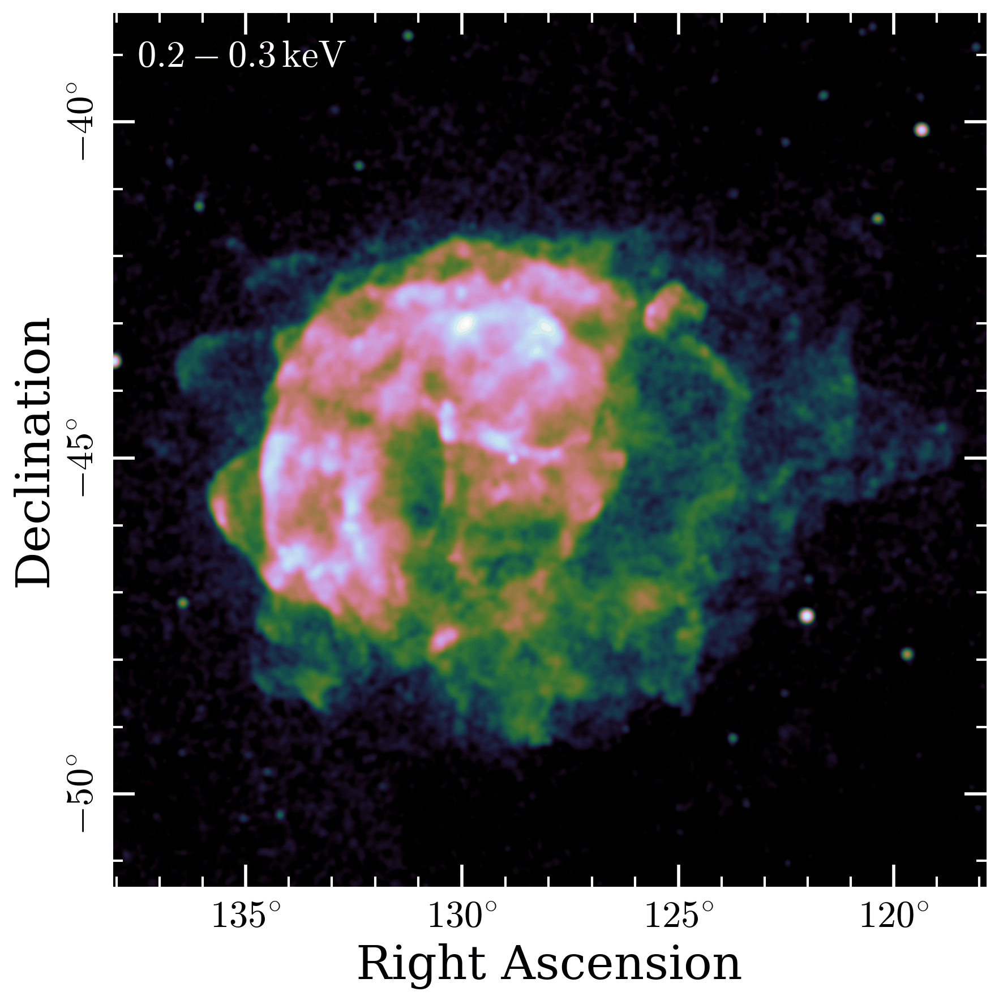 0.2 − 0.3 keV
−40°
−45°
−50°
Declination
135° 130° 125° 120°
Right Ascension